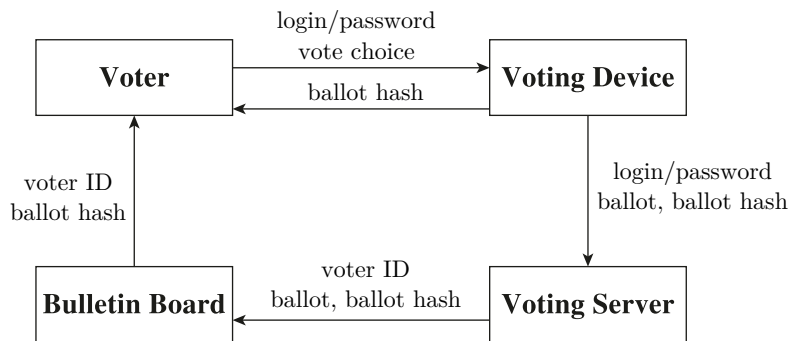 login/password
vote choice
Voter
Voting Device
ballot hash
voter ID
ballot hash
login/password
ballot, ballot hash
voter ID
ballot, ballot hash
Bulletin Board
Voting Server